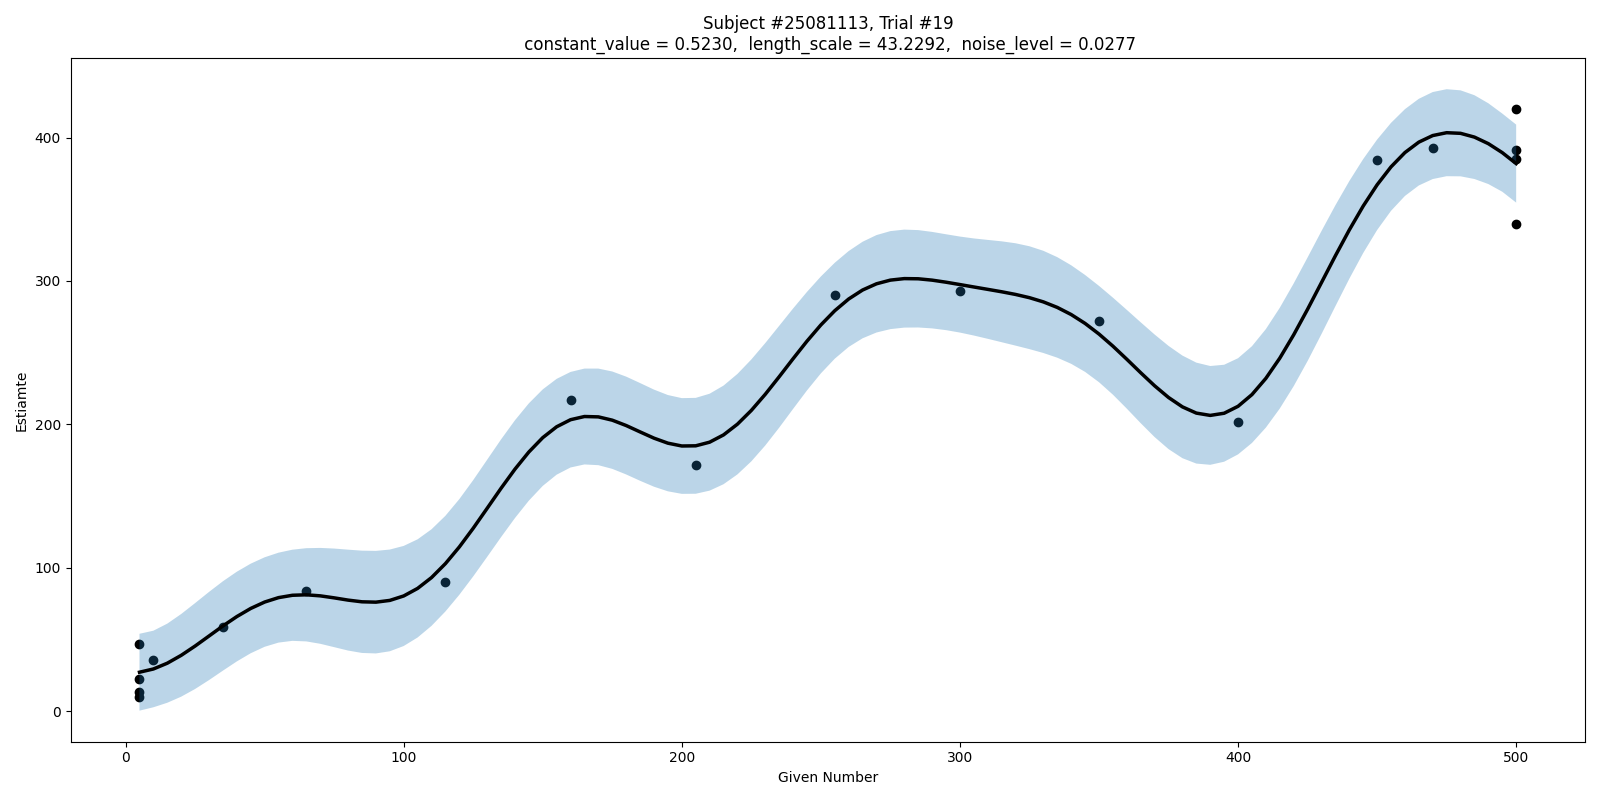 Subject #25081113, Trial #19
constant_value = 0.5230,  length_scale = 43.2292,  noise_level = 0.0277
400
300
200
100
0
Estiamte
0 100 200 300 400 500
Given Number